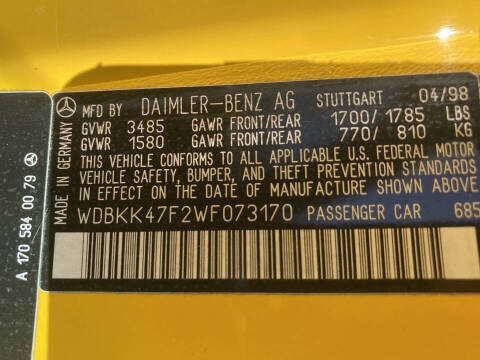 MFD BY DAIMLER-BENZ AG STUTTGART 04/98
GVWR 3485 GAWR FRONT/REAR 1700/1785 LBS
GVWR 1580 GAWR FRONT/REAR 770/ 810 KG
THIS VEHICLE CONFORMS TO ALL APPLICABLE U.S. FEDERAL MOTOR
VEHICLE SAFETY, BUMPER, AND THEFT PREVENTION STANDARDS
IN EFFECT ON THE DATE OF MANUFACTURE SHOWN ABOVE
WDBKK47F2WF073170 PASSENGER CAR 685
MADE IN GERMANY
A 170 584 00 79